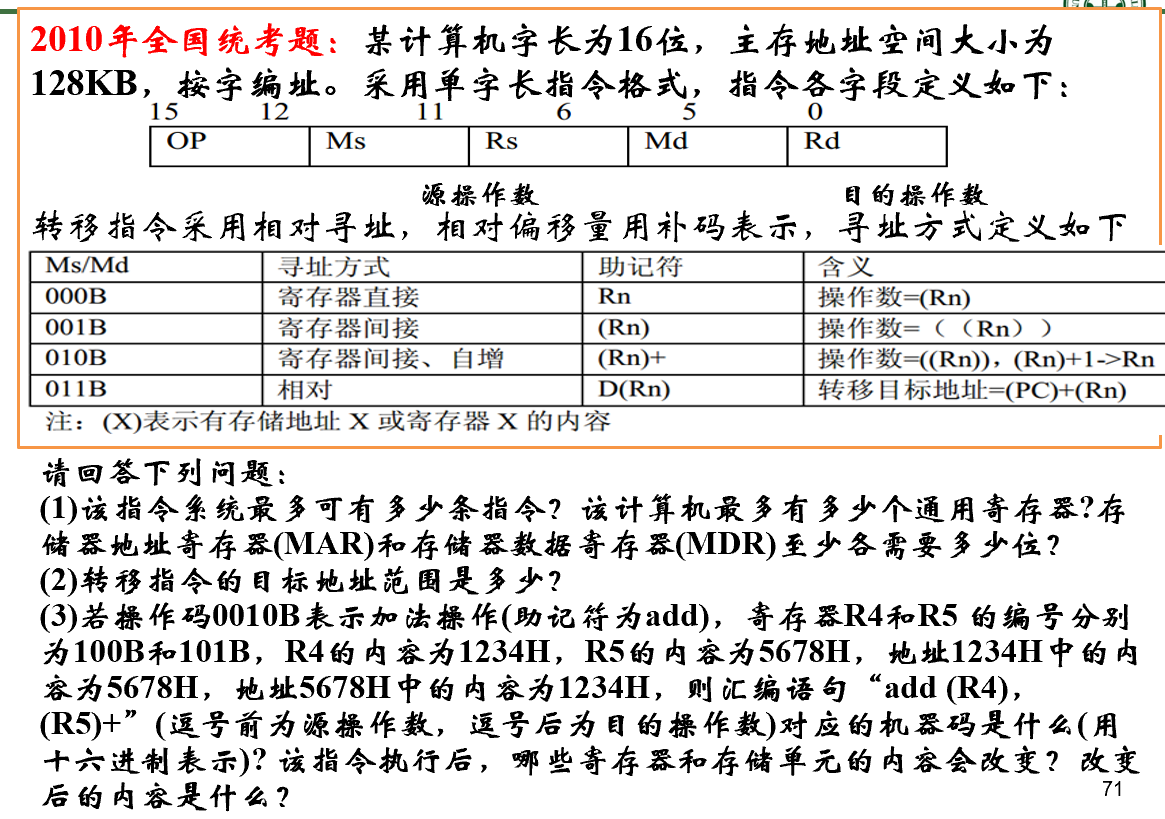 2010年全国统考题：某计算机字长为16位，主存地址空间大小为
128KB，按字编址。采用单字长指令格式，指令各字段定义如下：
15 12 11 6 5 0
OP Ms Rs Md Rd
源操作数 目的操作数
转移指令采用相对寻址，相对偏移量用补码表示，寻址方式定义如下
Ms/Md 寻址方式 助记符 含义
000B 寄存器直接 Rn 操作数=(Rn)
001B 寄存器间接 (Rn) 操作数=（（Rn））
010B 寄存器间接、自增 (Rn)+ 操作数=((Rn))，(Rn)+1->Rn
011B 相对 D(Rn) 转移目标地址=(PC)+(Rn)
注：(X)表示有存储地址 X 或寄存器 X 的内容
请回答下列问题：
(1)该指令系统最多可有多少条指令？该计算机最多有多少个通用寄存器?存
储器地址寄存器(MAR)和存储器数据寄存器(MDR)至少各需要多少位？
(2)转移指令的目标地址范围是多少？
(3)若操作码0010B表示加法操作(助记符为add)，寄存器R4和R5 的编号分别
为100B和101B，R4的内容为1234H，R5的内容为5678H，地址1234H中的内
容为5678H，地址5678H中的内容为1234H，则汇编语句“add (R4)，
(R5)+”(逗号前为源操作数，逗号后为目的操作数)对应的机器码是什么(用
十六进制表示)？该指令执行后，哪些寄存器和存储单元的内容会改变？改变
后的内容是什么？
71